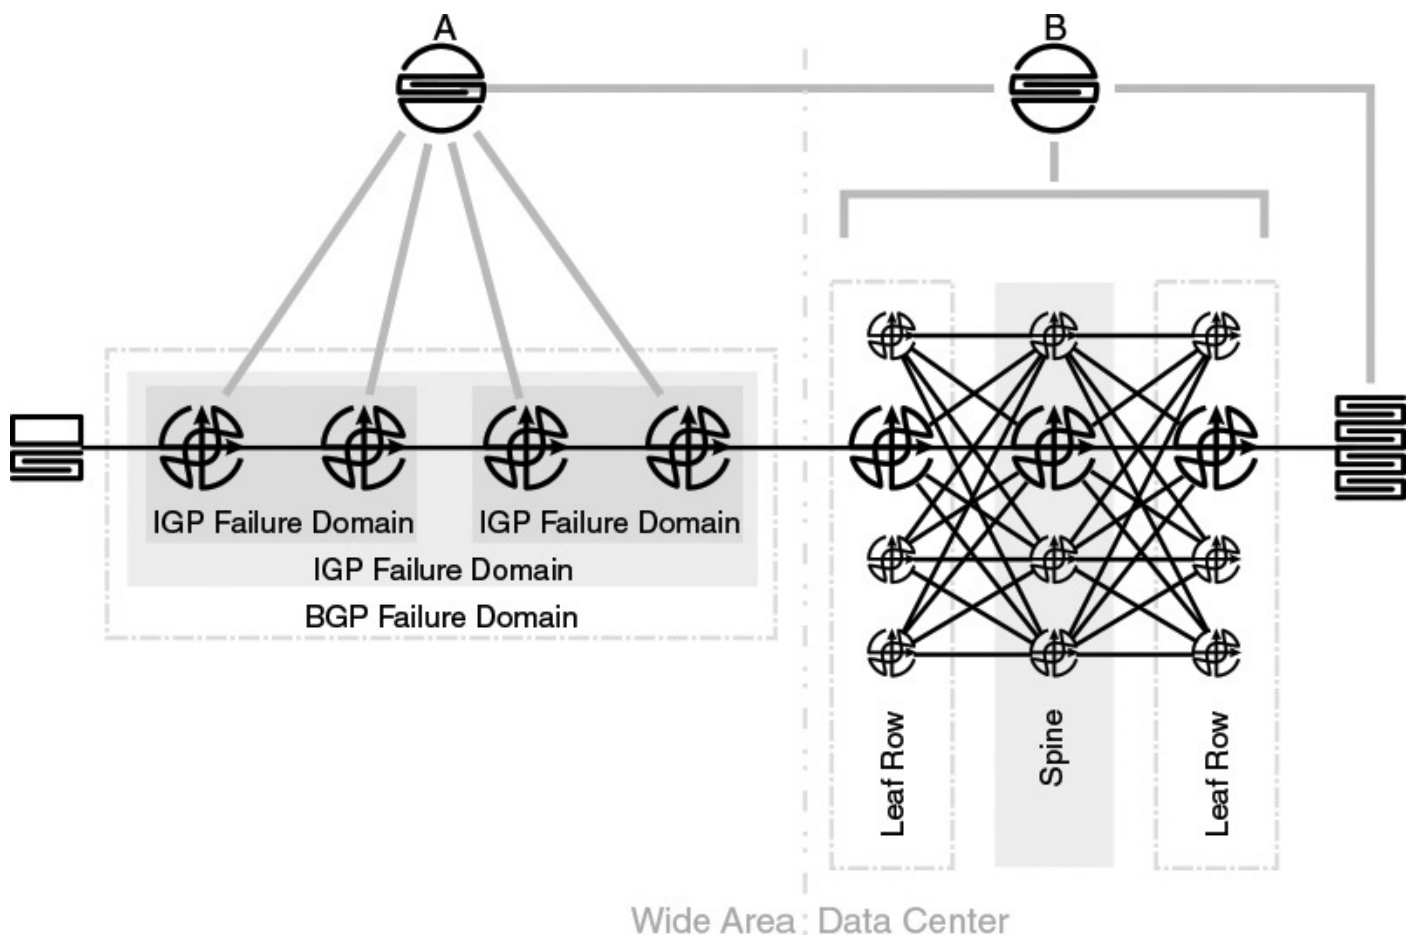 A
B
IGP Failure Domain
IGP Failure Domain
IGP Failure Domain
BGP Failure Domain
Leaf Row
Spine
Leaf Row
Wide Area
Data Center